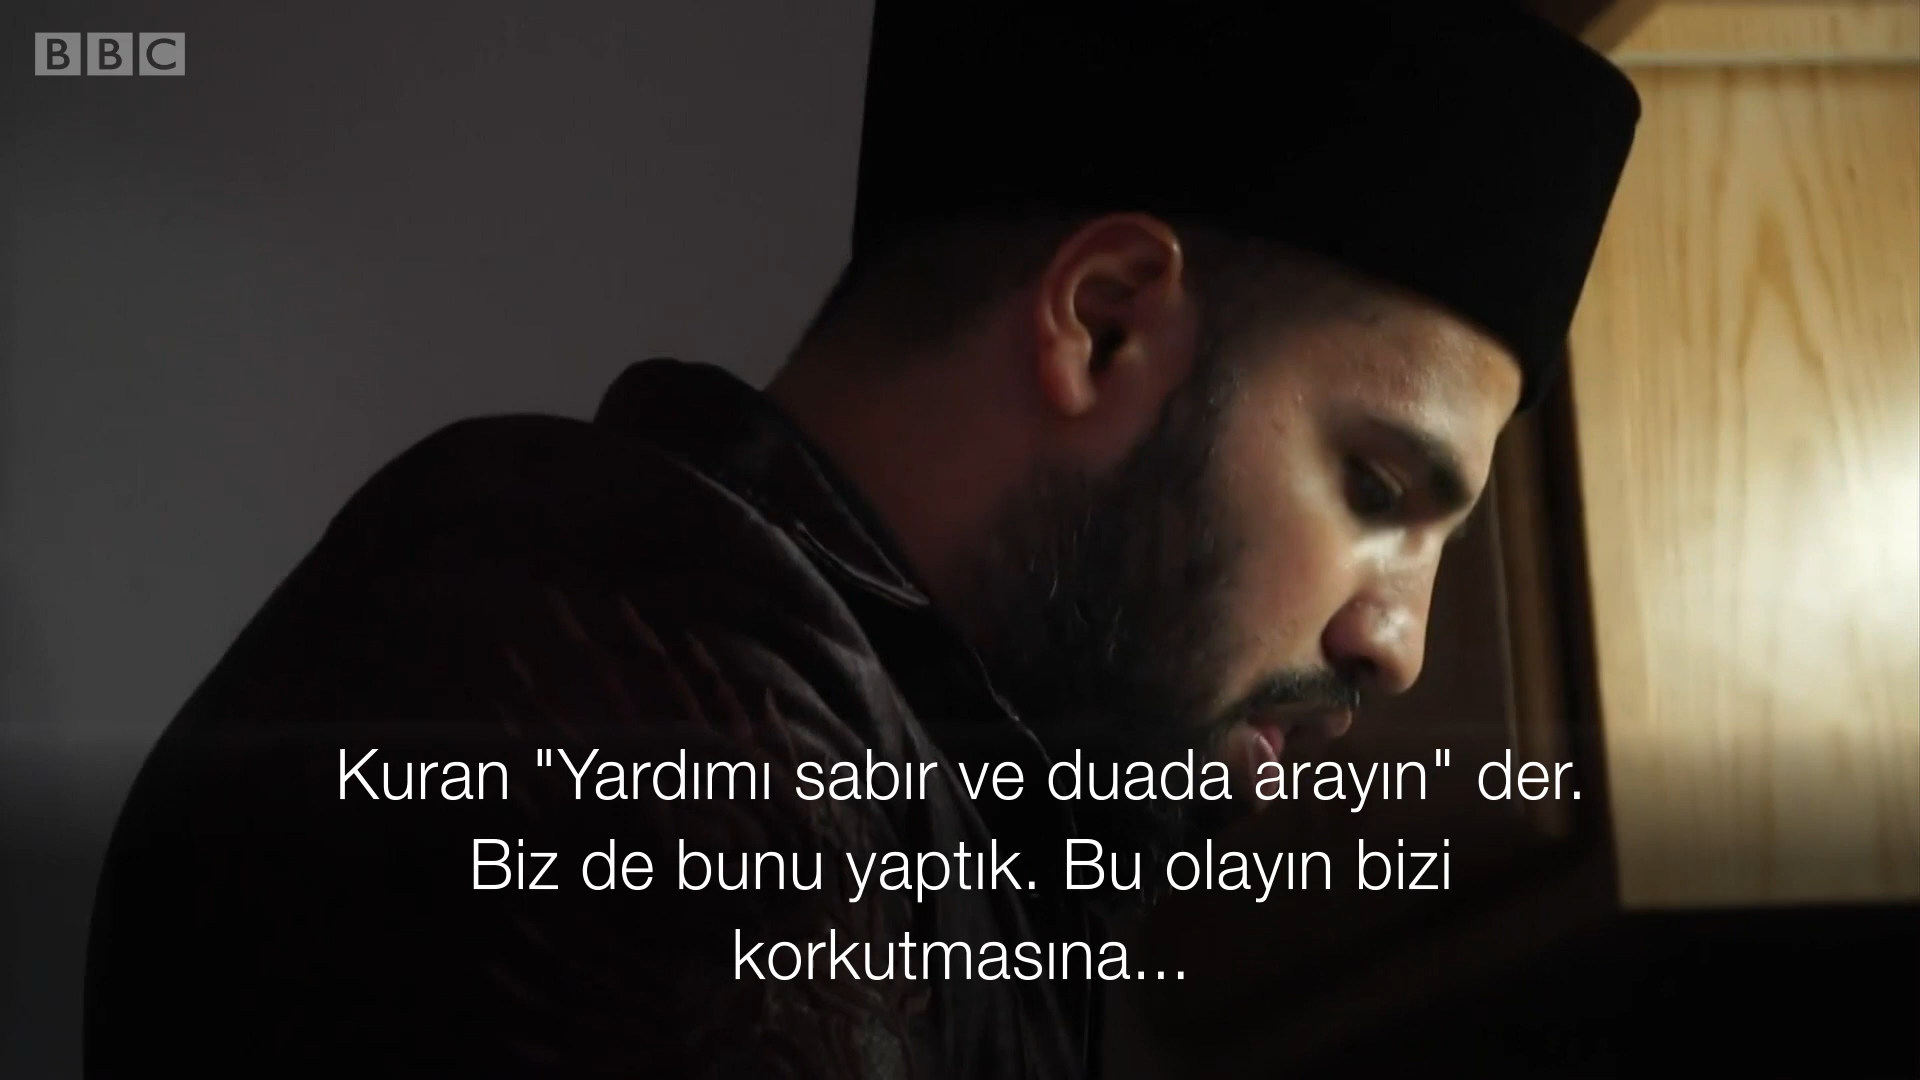 BBC
Kuran "Yardımı sabır ve duada arayın" der.
Biz de bunu yaptık. Bu olayın bizi
korkutmasına...